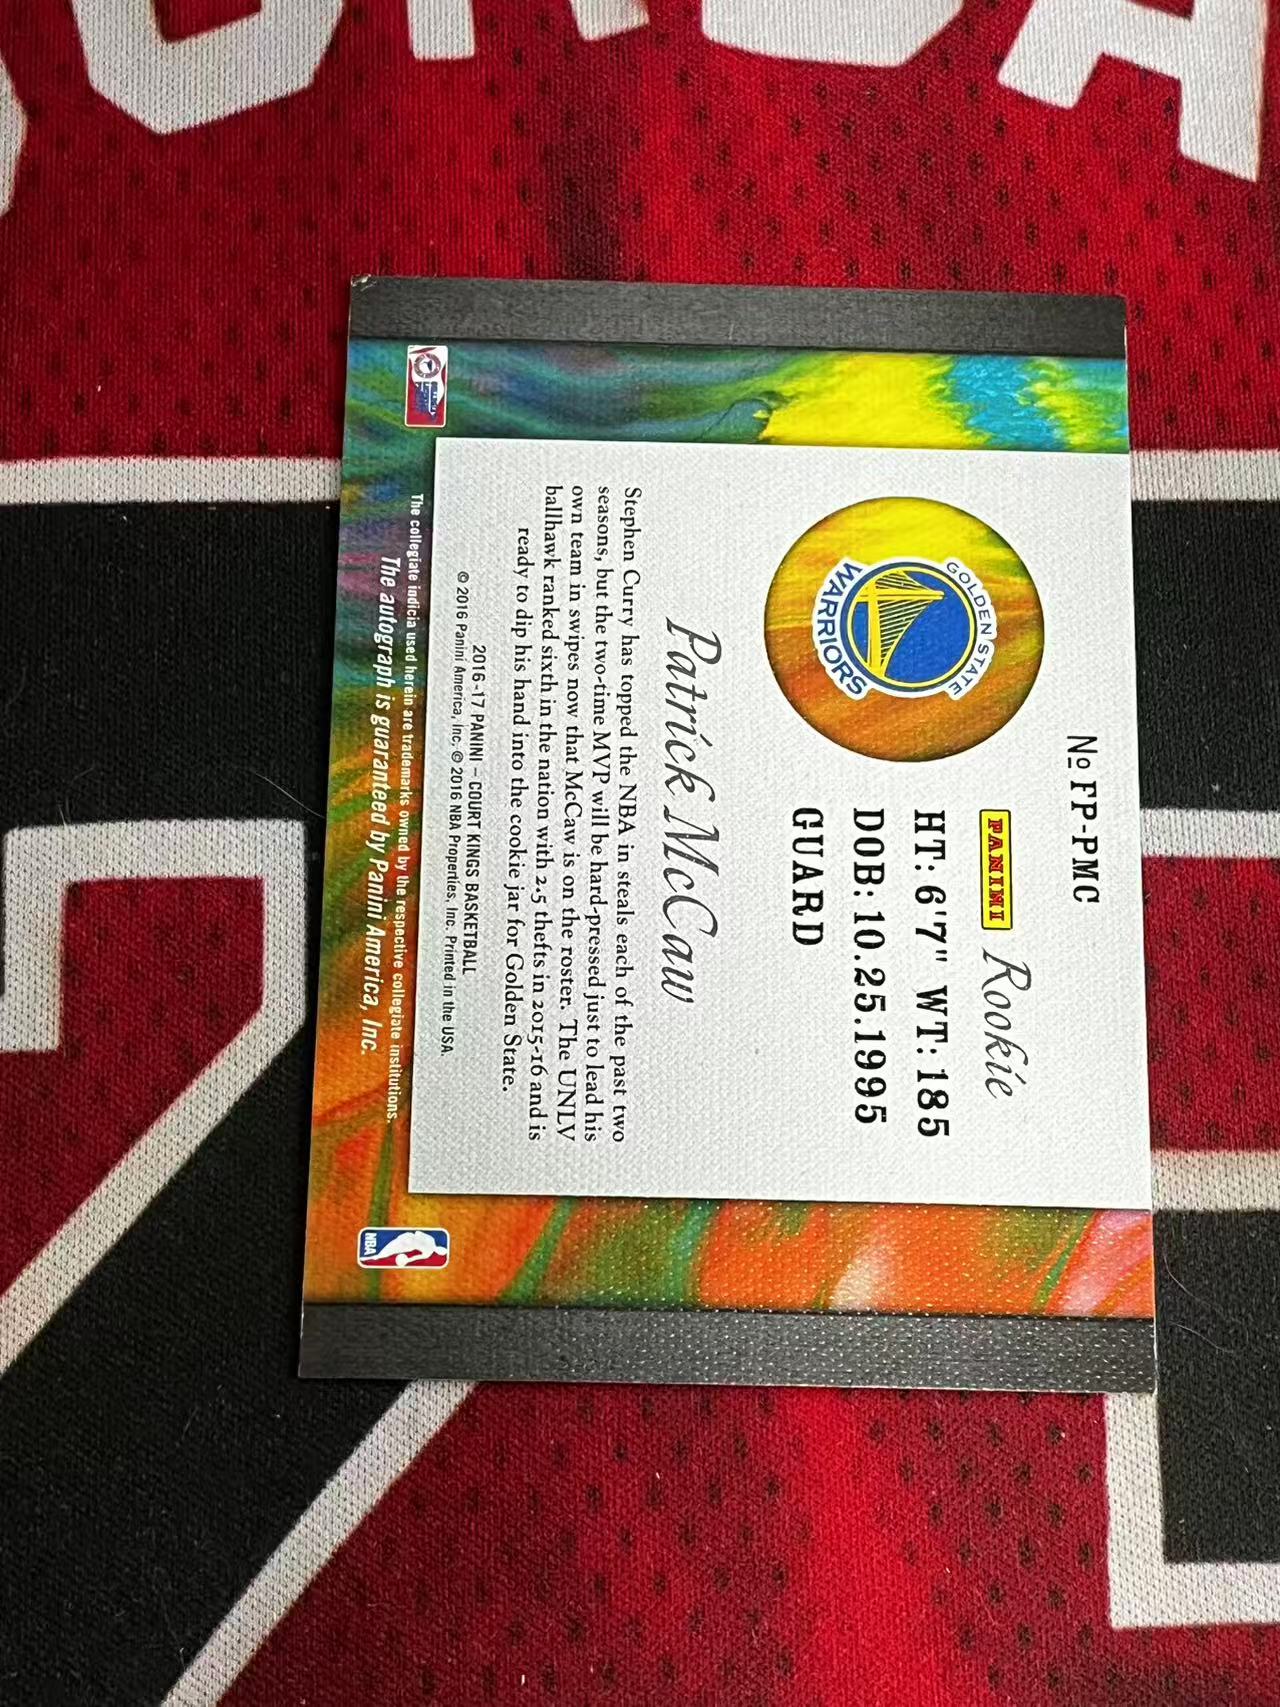 No FP-PMC
GOLDEN STATE
WARRIORS
PANINI Rookie
HT: 6'7" WT: 185
DOB: 10.25.1995
GUARD
Patrick McCaw
Stephen Curry has topped the NBA in steals each of the past two
seasons, but the two-time MVP will be hard-pressed just to lead his
own team in swipes now that McCaw is on the roster. The UNLV
ballhawk ranked sixth in the nation with 2.5 thefts in 2015-16 and is
ready to dip his hand into the cookie jar for Golden State.
2016-17 PANINI – COURT KINGS BASKETBALL
© 2016 Panini America, Inc. © 2016 NBA Properties, Inc. Printed in the USA.
The collegiate indicia used herein are trademarks owned by the respective collegiate institutions.
The autograph is guaranteed by Panini America, Inc.
NBA